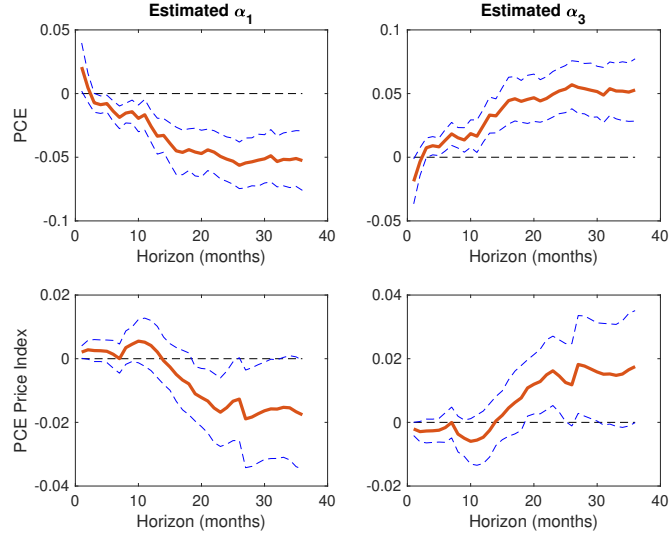 Estimated α1
Estimated α3
0.05
0
-0.05
-0.1
PCE
0 10 20 30 40
Horizon (months)
0.1
0.05
0
-0.05
0 10 20 30 40
Horizon (months)
0.02
0
-0.02
-0.04
PCE Price Index
0 10 20 30 40
Horizon (months)
0.04
0.02
0
-0.02
0 10 20 30 40
Horizon (months)